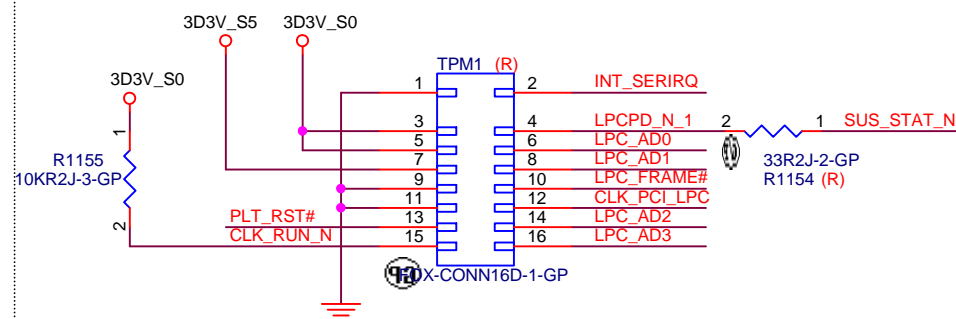 3D3V_S5 3D3V_S0
3D3V_S0
TPM1 (R)
1 2 INT_SERIRQ
3 4 LPCPD_N_1 2 1 SUS_STAT_N
5 6 LPC_AD0
7 8 LPC_AD1
9 10 LPC_FRAME#
11 12 CLK_PCI_LPC
PLT_RST# 13 14 LPC_AD2
CLK_RUN_N 15 16 LPC_AD3
1
R1155
10KR2J-3-GP
2
33R2J-2-GP
R1154 (R)
FOX-CONN16D-1-GP